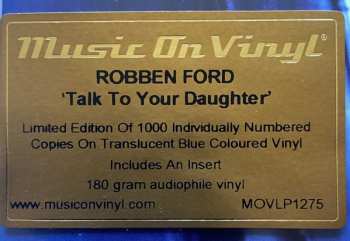 Music On Vinyl®
ROBBEN FORD
'Talk To Your Daughter'
Limited Edition Of 1000 Individually Numbered
Copies On Translucent Blue Coloured Vinyl
Includes An Insert
180 gram audiophile vinyl
www.musiconvinyl.com MOVLP1275